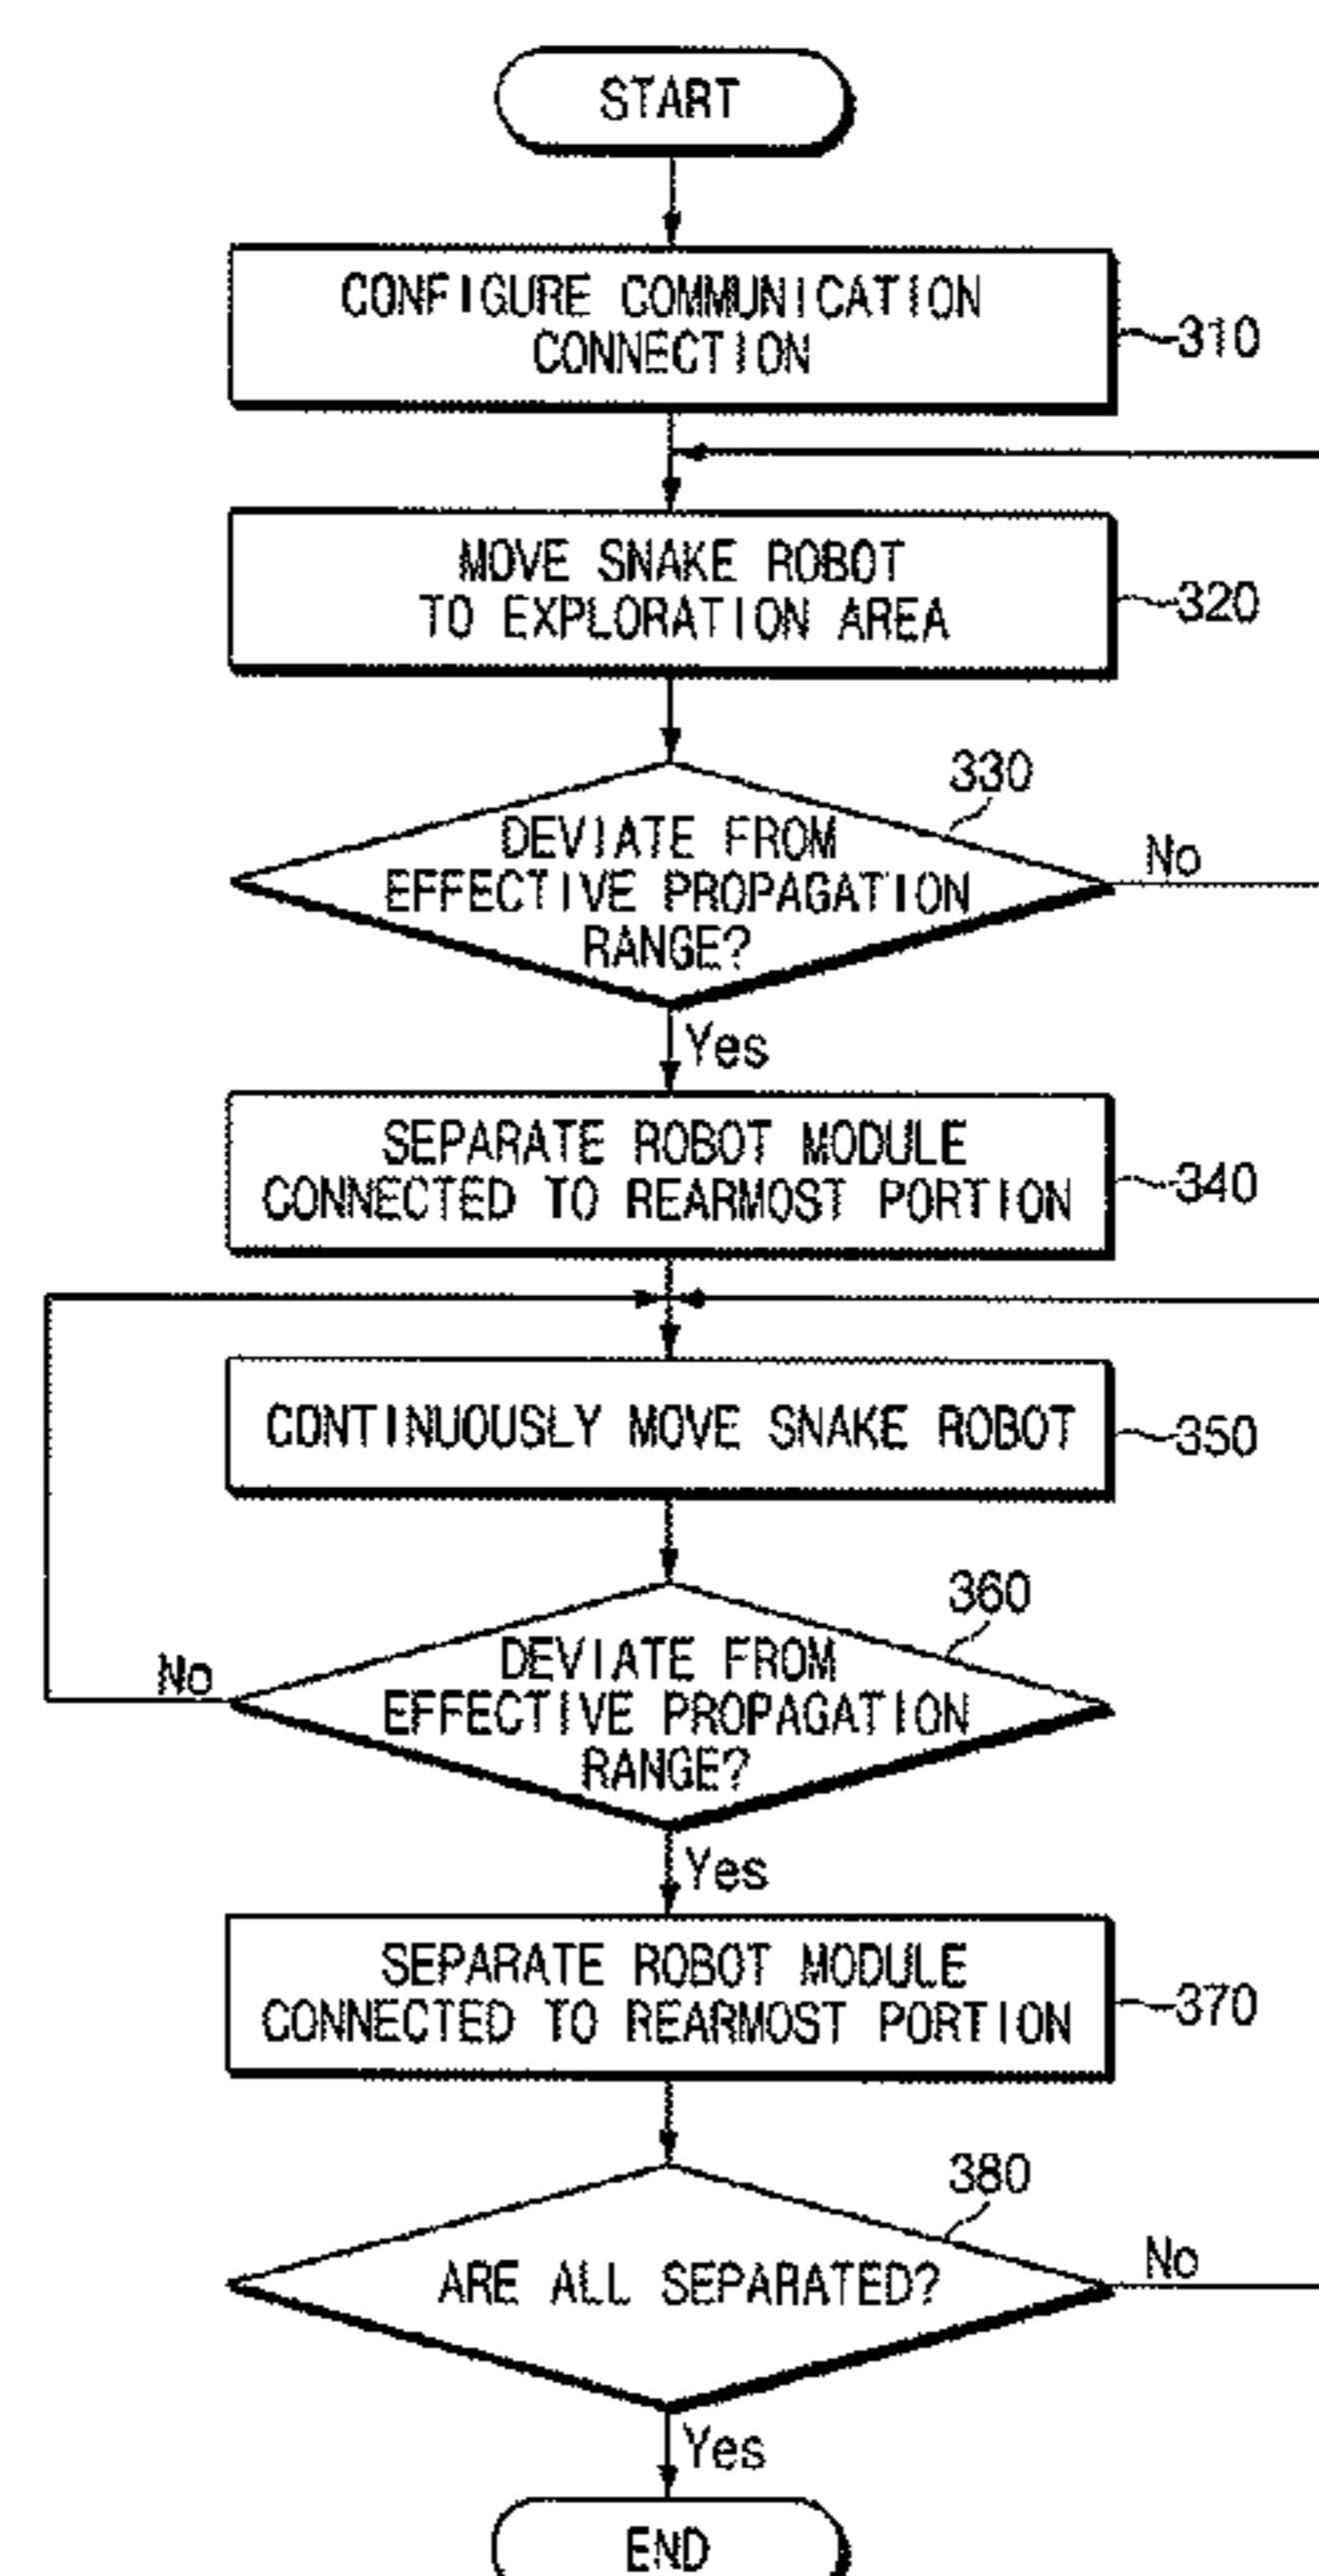 START
CONFIGURE COMMUNICATION
CONNECTION
310
MOVE SNAKE ROBOT
TO EXPLORATION AREA
320
330
DEVIATE FROM
EFFECTIVE PROPAGATION
RANGE?
No
Yes
SEPARATE ROBOT MODULE
CONNECTED TO REARMOST PORTION
340
CONTINUOUSLY MOVE SNAKE ROBOT
350
360
DEVIATE FROM
EFFECTIVE PROPAGATION
RANGE?
No
Yes
SEPARATE ROBOT MODULE
CONNECTED TO REARMOST PORTION
370
380
ARE ALL SEPARATED?
No
Yes
END